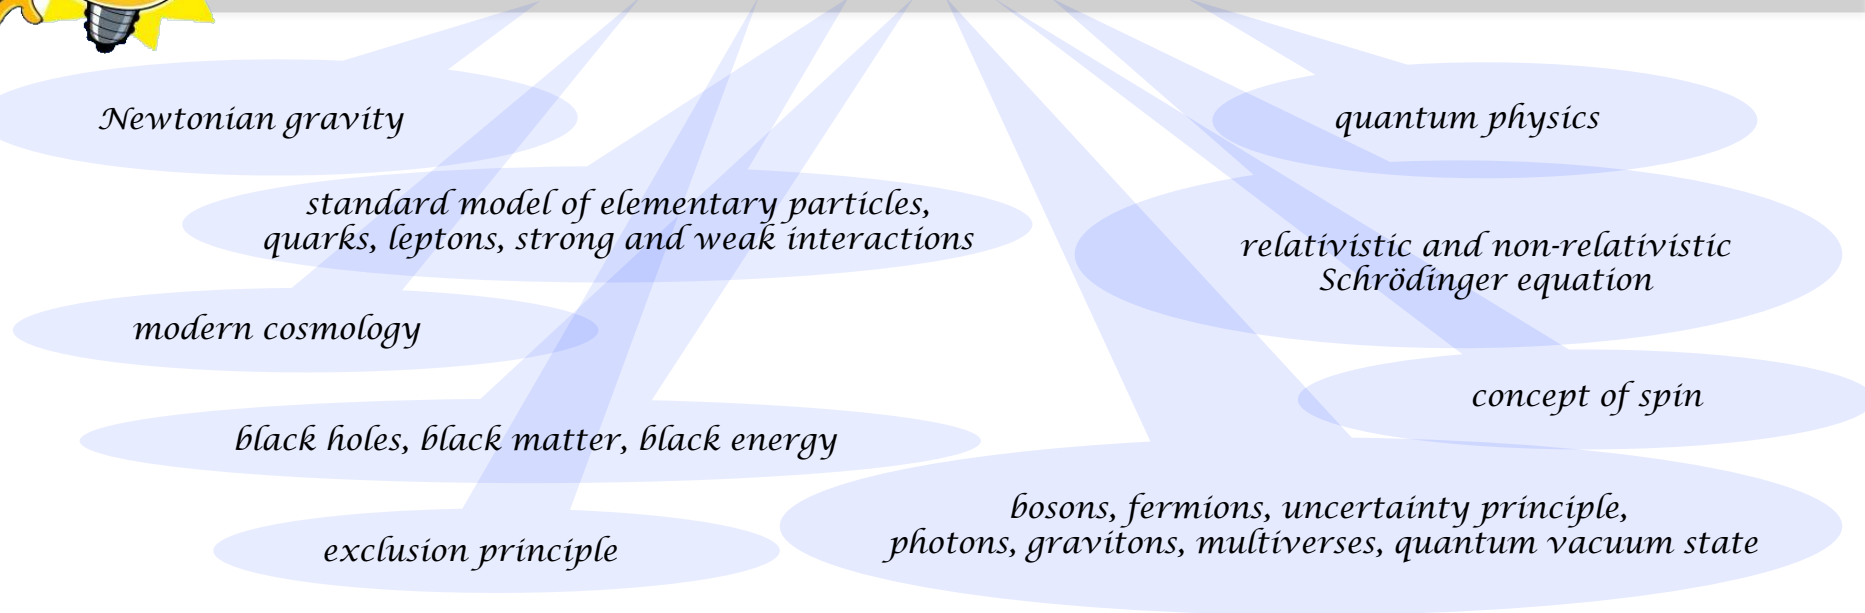 Newtonian gravity
quantum physics
standard model of elementary particles,
quarks, leptons, strong and weak interactions
relativistic and non-relativistic
Schrödinger equation
modern cosmology
concept of spin
black holes, black matter, black energy
bosons, fermions, uncertainty principle,
photons, gravitons, multiverses, quantum vacuum state
exclusion principle